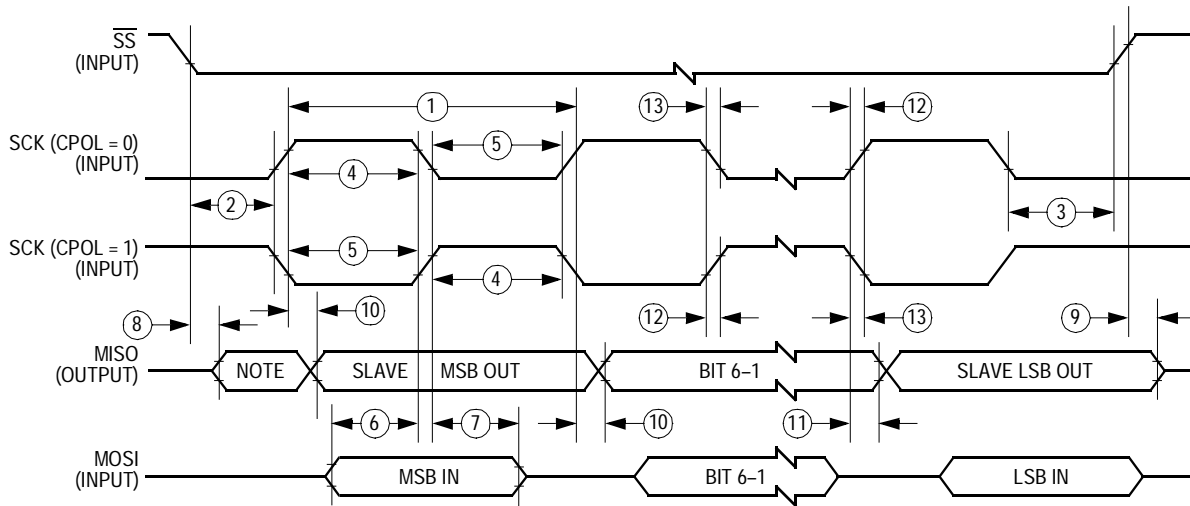 SS
(INPUT)
1
13
12
SCK (CPOL = 0)
(INPUT)
5
4
2
3
SCK (CPOL = 1)
(INPUT)
5
4
8
10
12
13
9
MISO
(OUTPUT)
NOTE
SLAVE MSB OUT
BIT 6–1
SLAVE LSB OUT
6
7
10
11
MOSI
(INPUT)
MSB IN
BIT 6–1
LSB IN